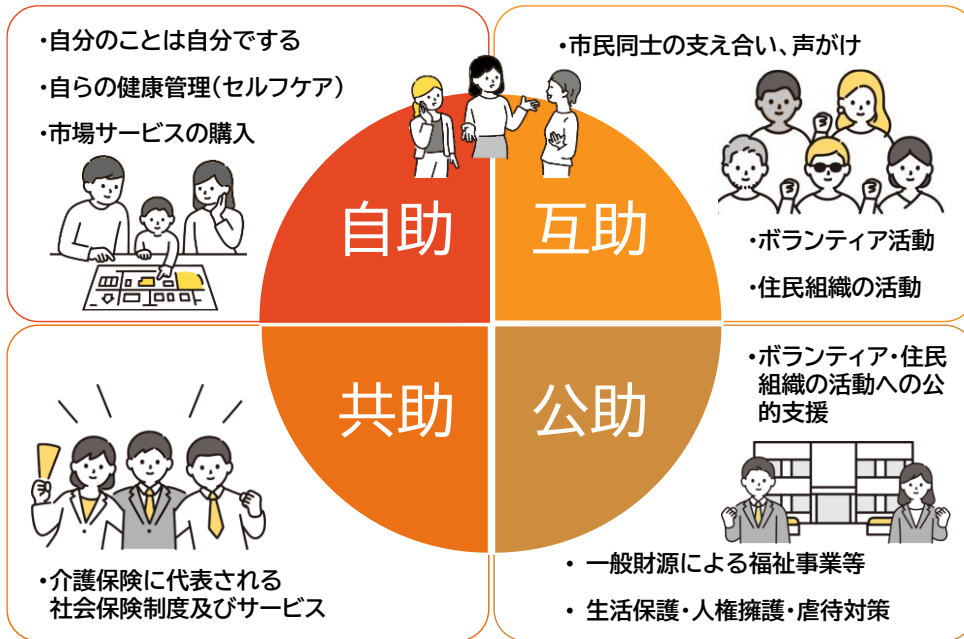 ・自分のことは自分でする
・自らの健康管理(セルフケア)
・市場サービスの購入
自助
・市民同士の支え合い、声がけ
互助
・ボランティア活動
・住民組織の活動
共助
・介護保険に代表される
社会保険制度及びサービス
公助
・ボランティア・住民
組織の活動への公
的支援
・ 一般財源による福祉事業等
・ 生活保護・人権擁護・虐待対策